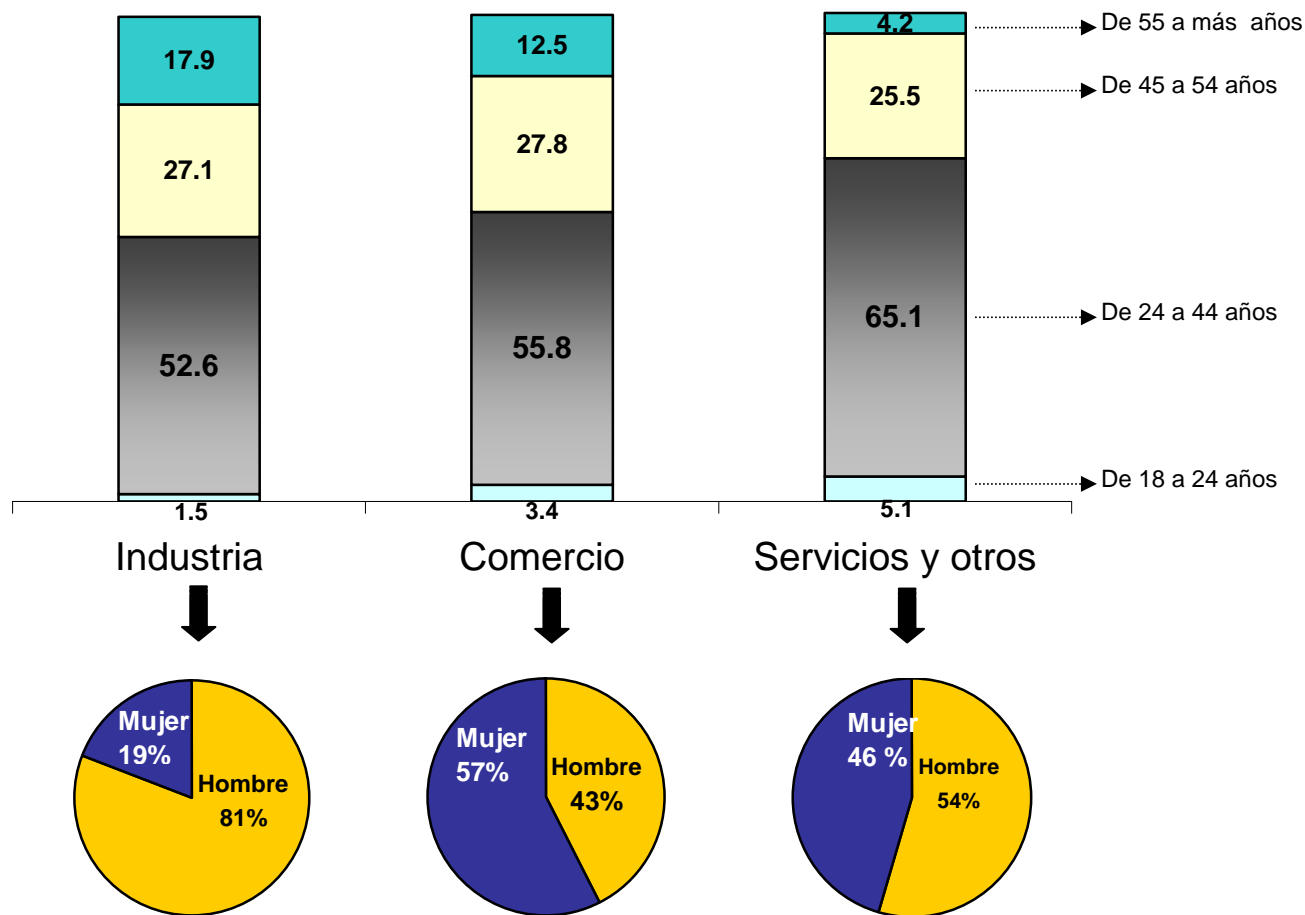 4.2
De 55 a más  años
17.9
12.5
25.5
De 45 a 54 años
27.1
27.8
52.6
55.8
65.1
De 24 a 44 años
De 18 a 24 años
1.5
3.4
5.1
Industria
Comercio
Servicios y otros
Mujer
19%
Hombre
81%
Mujer
57%
Hombre
43%
Mujer
46 %
Hombre
54%